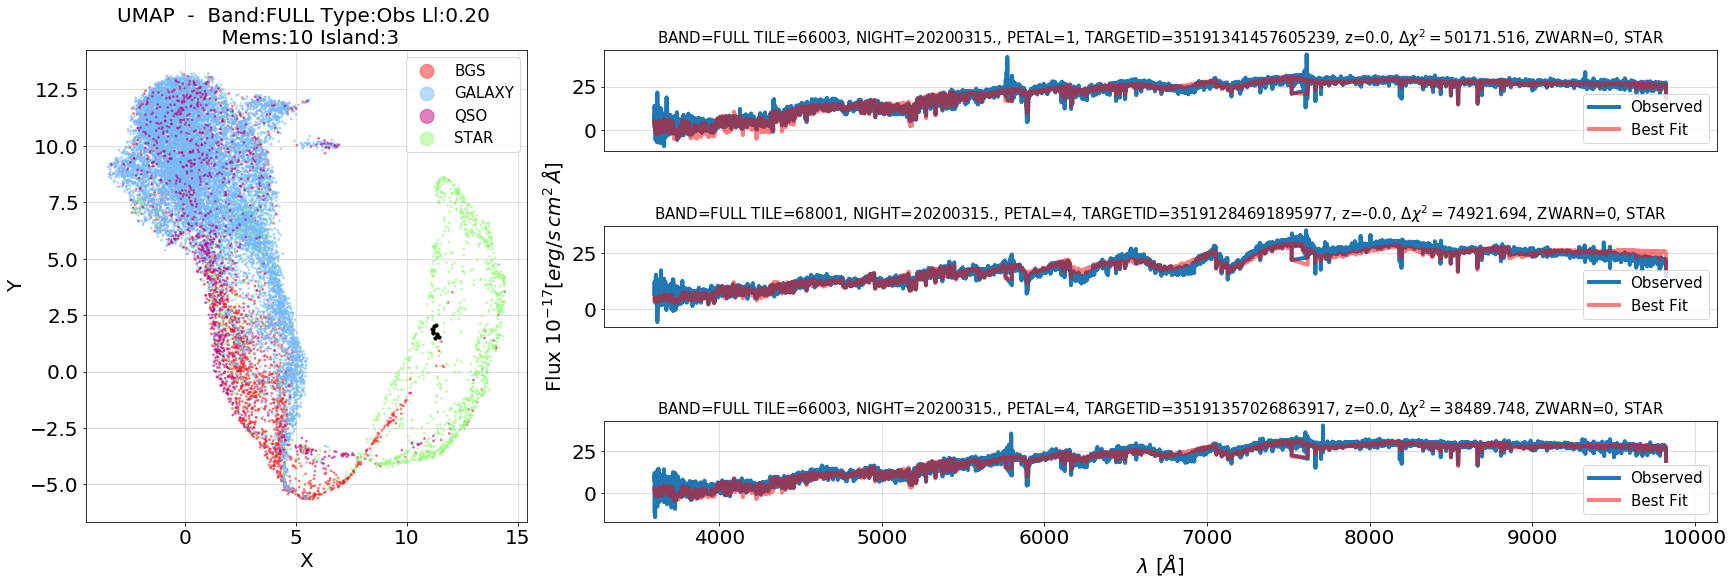 UMAP - Band:FULL Type:Obs Ll:0.20
Mems:10 Island:3
BGS
GALAXY
QSO
STAR
12.5
10.0
7.5
5.0
2.5
0.0
−2.5
−5.0
Y
0
5
10
15
X
Flux 10^{-17}[erg/s cm^2 Å]
BAND=FULL TILE=66003, NIGHT=20200315., PETAL=1, TARGETID=35191341457605239, z=0.0, Δχ² = 50171.516, ZWARN=0, STAR
25
0
Observed
Best Fit
BAND=FULL TILE=68001, NIGHT=20200315., PETAL=4, TARGETID=35191284691895977, z=-0.0, Δχ² = 74921.694, ZWARN=0, STAR
25
0
Observed
Best Fit
BAND=FULL TILE=66003, NIGHT=20200315., PETAL=4, TARGETID=35191357026863917, z=0.0, Δχ² = 38489.748, ZWARN=0, STAR
25
0
Observed
Best Fit
4000
5000
6000
7000
8000
9000
10000
λ [Å]